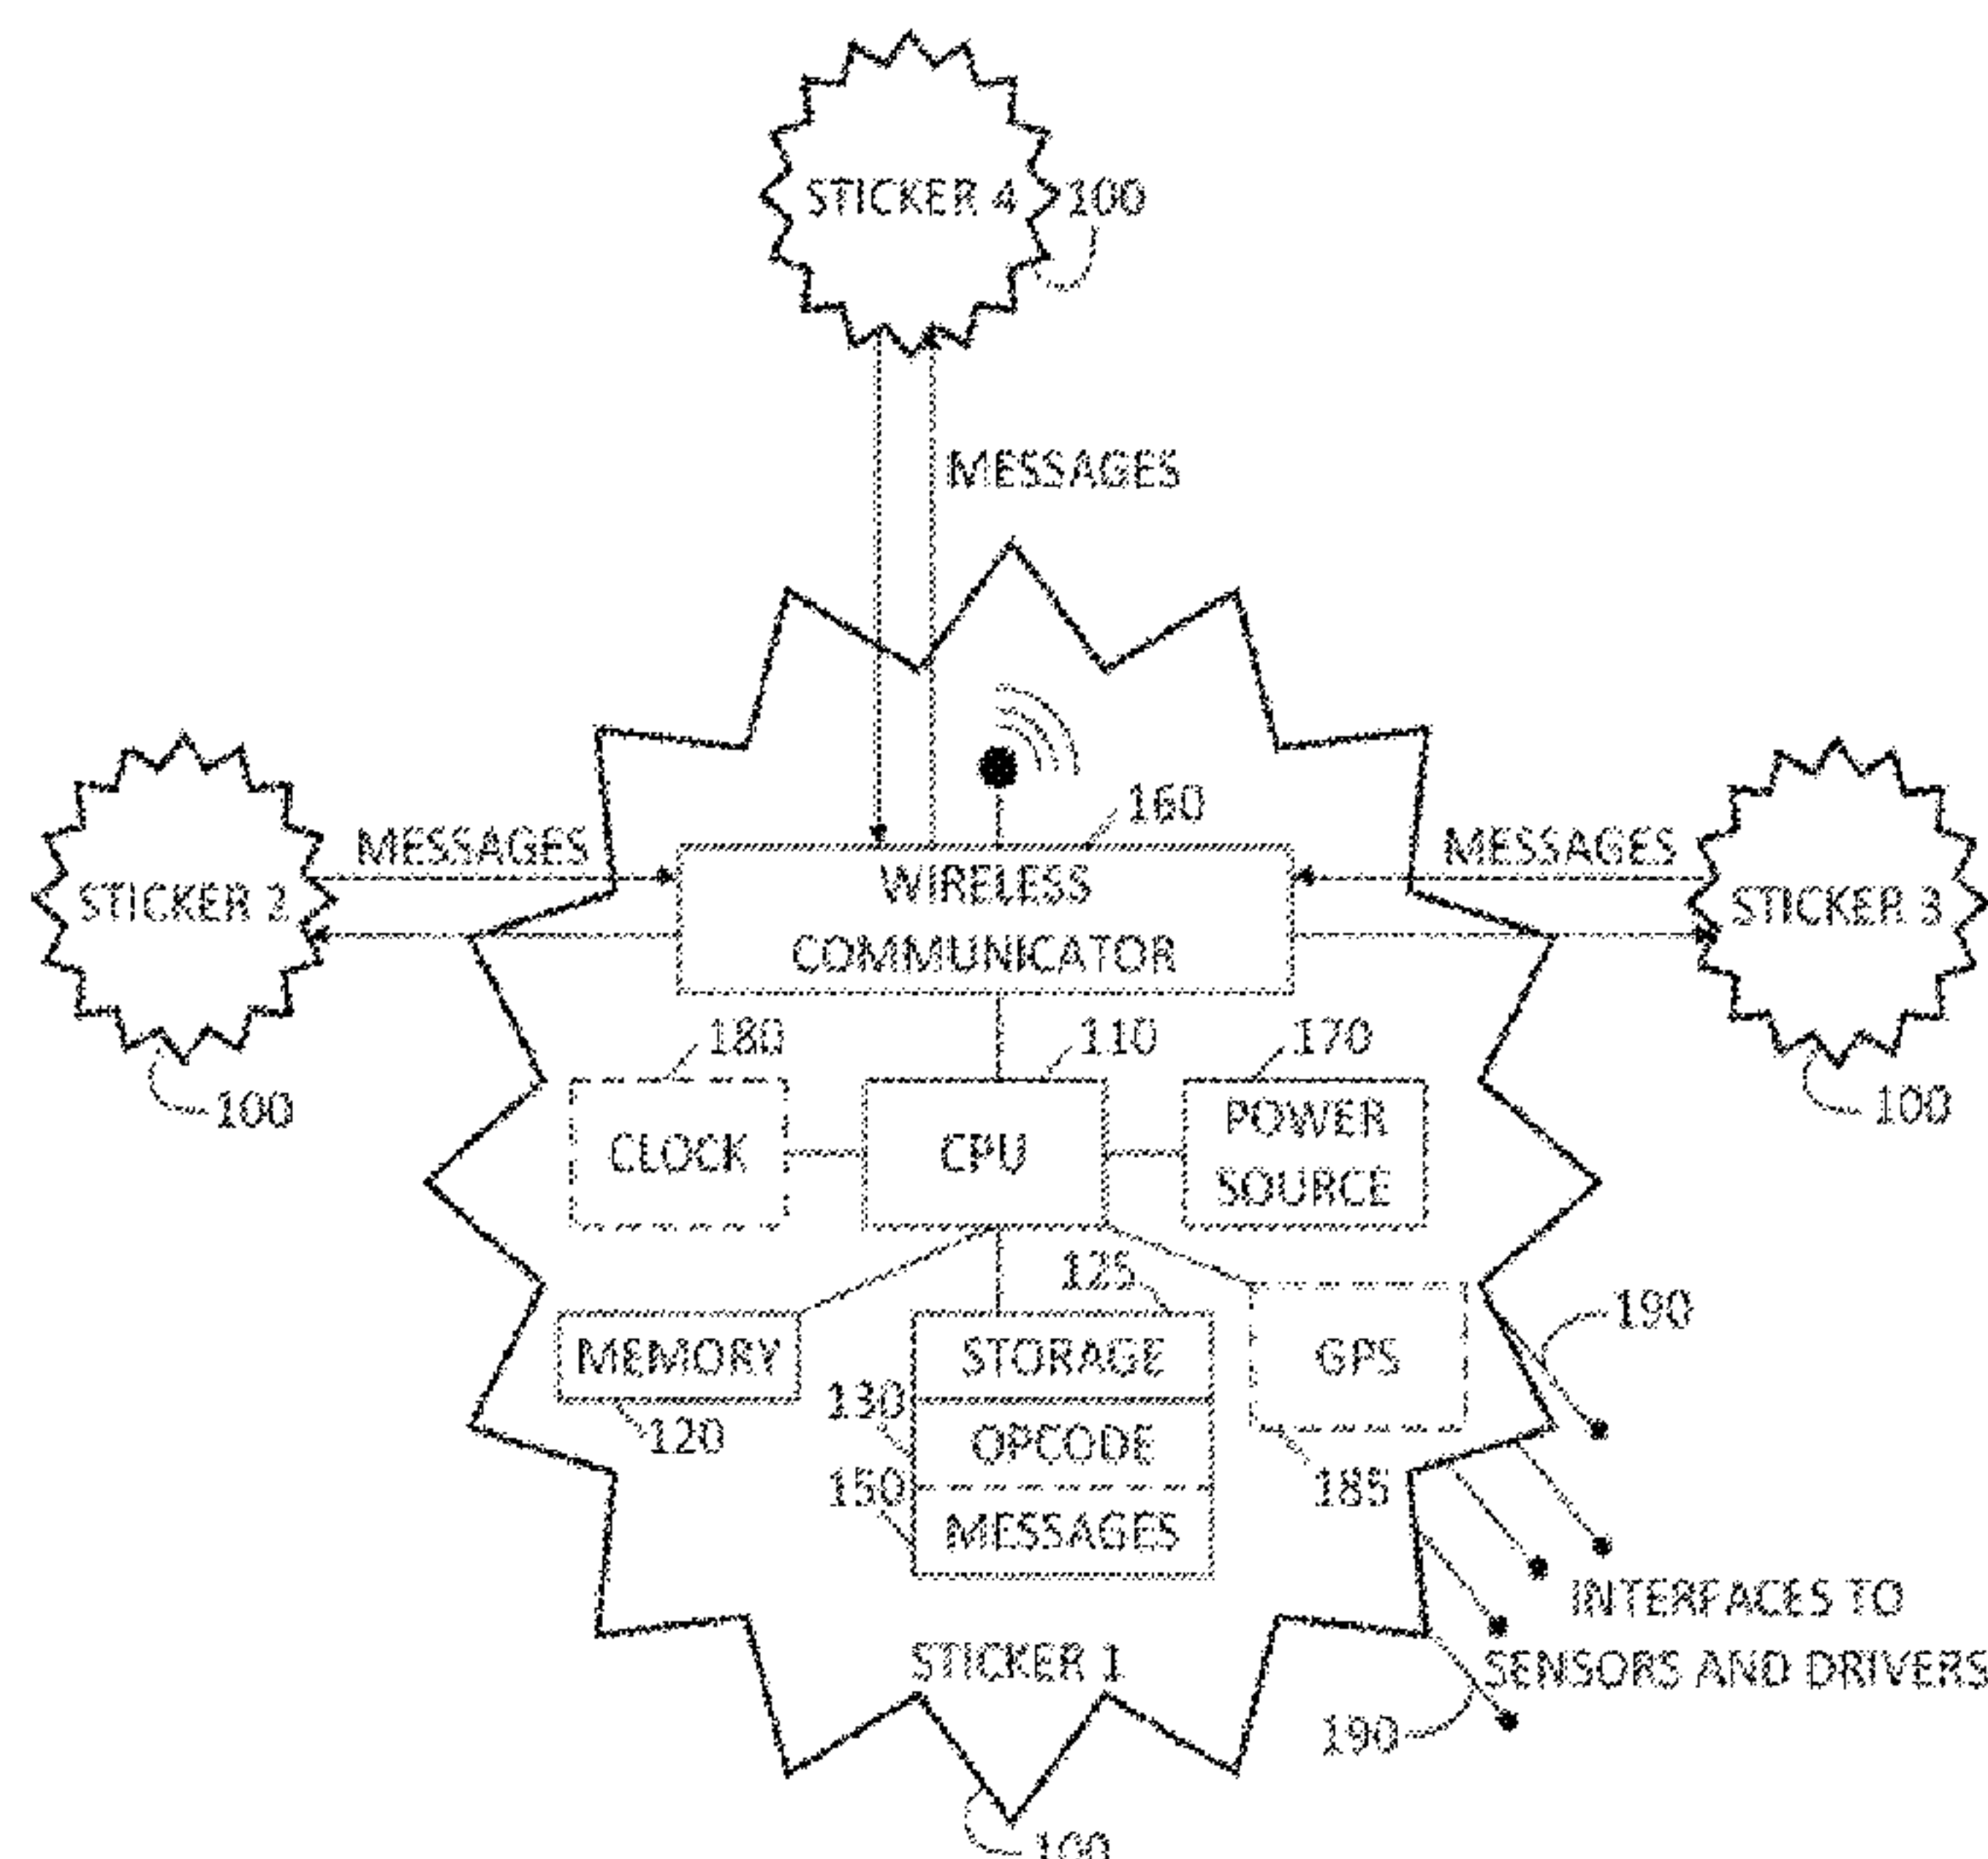 STICKER 4
100
MESSAGES
160
MESSAGES
MESSAGES
WIRELESS
COMMUNICATOR
STICKER 2
STICKER 3
100
100
180
110
170
CLOCK
CPU
POWER
SOURCE
125
190
MEMORY
STORAGE
GPS
130
120
OPCODE
150
185
MESSAGES
INTERFACES TO
SENSORS AND DRIVERS
STICKER 1
190
100